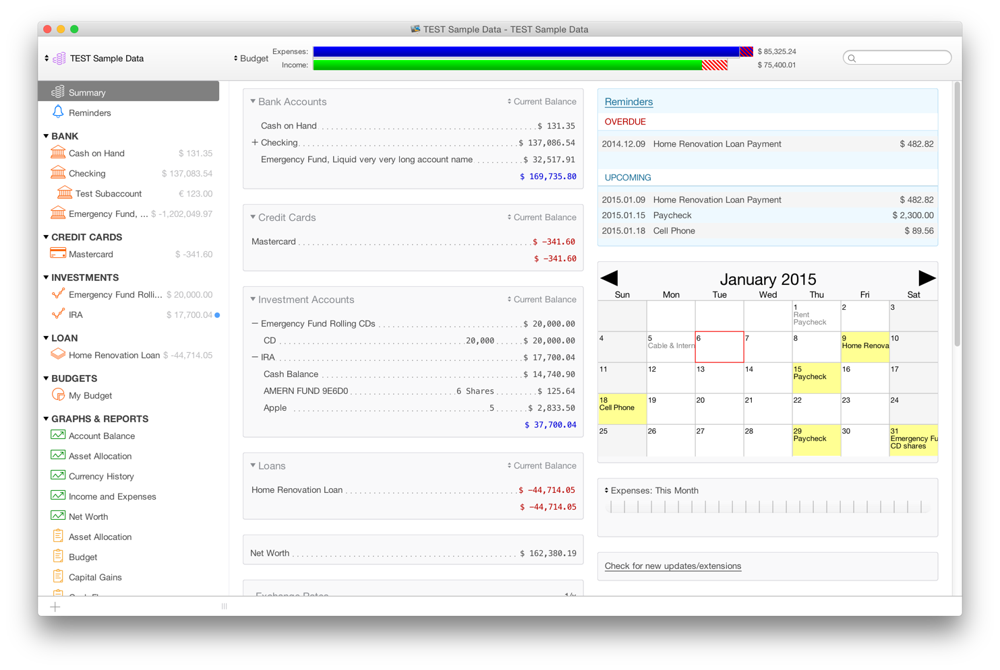 TEST Sample Data - TEST Sample Data
TEST Sample Data
Budget
Expenses: $ 85,325.24
Income: $ 75,400.01
Summary
Reminders
BANK
Cash on Hand $ 131.35
Checking $ 137,083.54
Test Subaccount € 123.00
Emergency Fund, ... $ -1,202,049.97
CREDIT CARDS
Mastercard $ -341.60
INVESTMENTS
Emergency Fund Rolli... $ 20,000.00
IRA $ 17,700.04
LOAN
Home Renovation Loan $ -44,714.05
BUDGETS
My Budget
GRAPHS & REPORTS
Account Balance
Asset Allocation
Currency History
Income and Expenses
Net Worth
Asset Allocation
Budget
Capital Gains
Bank Accounts Current Balance
Cash on Hand $ 131.35
+ Checking $ 137,086.54
Emergency Fund, Liquid very very long account name $ 32,517.91
$ 169,735.80
Credit Cards Current Balance
Mastercard $ -341.60
$ -341.60
Investment Accounts Current Balance
− Emergency Fund Rolling CDs $ 20,000.00
CD 20,000 $ 20,000.00
− IRA $ 17,700.04
Cash Balance $ 14,740.90
AMERN FUND 9E6D0 6 Shares $ 125.64
Apple 5 $ 2,833.50
$ 37,700.04
Loans Current Balance
Home Renovation Loan $ -44,714.05
$ -44,714.05
Net Worth $ 162,380.19
Exchange Rates 1/x
Reminders
OVERDUE
2014.12.09 Home Renovation Loan Payment $ 482.82
UPCOMING
2015.01.09 Home Renovation Loan Payment $ 482.82
2015.01.15 Paycheck $ 2,300.00
2015.01.18 Cell Phone $ 89.56
January 2015
Sun Mon Tue Wed Thu Fri Sat
1 2 3
Rent
Paycheck
4 5 6 7 8 9 10
Cable & Intern Home Renova
11 12 13 14 15 16 17
Paycheck
18 19 20 21 22 23 24
Cell Phone
25 26 27 28 29 30 31
Paycheck Emergency Fu
CD shares
Expenses: This Month
Check for new updates/extensions